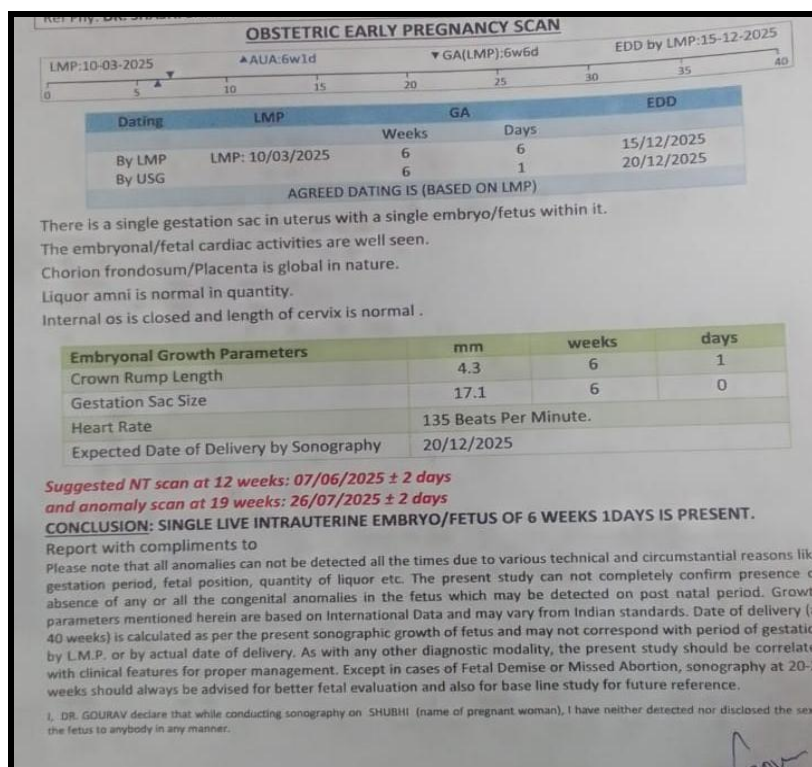 OBSTETRIC EARLY PREGNANCY SCAN
LMP:10-03-2025 ▲AUA:6w1d ▼GA(LMP):6w6d EDD by LMP:15-12-2025
0 5 10 15 20 25 30 35 40
Dating LMP GA EDD
Weeks Days
By LMP LMP: 10/03/2025 6 6 15/12/2025
By USG 6 1 20/12/2025
AGREED DATING IS (BASED ON LMP)
There is a single gestation sac in uterus with a single embryo/fetus within it.
The embryonal/fetal cardiac activities are well seen.
Chorion frondosum/Placenta is global in nature.
Liquor amni is normal in quantity.
Internal os is closed and length of cervix is normal .
Embryonal Growth Parameters mm weeks days
Crown Rump Length 4.3 6 1
Gestation Sac Size 17.1 6 0
Heart Rate 135 Beats Per Minute.
Expected Date of Delivery by Sonography 20/12/2025
Suggested NT scan at 12 weeks: 07/06/2025 ± 2 days
and anomaly scan at 19 weeks: 26/07/2025 ± 2 days
CONCLUSION: SINGLE LIVE INTRAUTERINE EMBRYO/FETUS OF 6 WEEKS 1DAYS IS PRESENT.
Report with compliments to
Please note that all anomalies can not be detected all the times due to various technical and circumstantial reasons lik
gestation period, fetal position, quantity of liquor etc. The present study can not completely confirm presence o
absence of any or all the congenital anomalies in the fetus which may be detected on post natal period. Growt
parameters mentioned herein are based on International Data and may vary from Indian standards. Date of delivery (
40 weeks) is calculated as per the present sonographic growth of fetus and may not correspond with period of gestatio
by L.M.P. or by actual date of delivery. As with any other diagnostic modality, the present study should be correlate
with clinical features for proper management. Except in cases of Fetal Demise or Missed Abortion, sonography at 20-
weeks should always be advised for better fetal evaluation and also for base line study for future reference.
I, DR. GOURAV declare that while conducting sonography on SHUBHI (name of pregnant woman), I have neither detected nor disclosed the sex
the fetus to anybody in any manner.